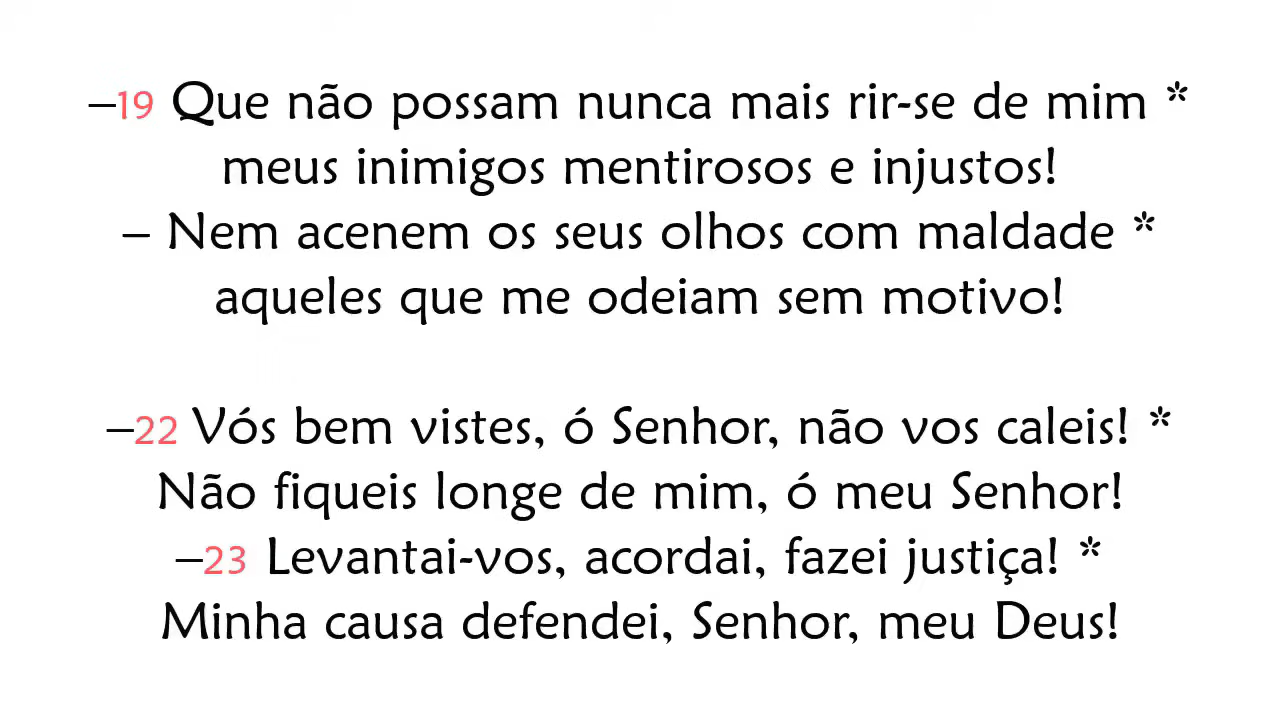 –19 Que não possam nunca mais rir-se de mim *
meus inimigos mentirosos e injustos!
– Nem acenem os seus olhos com maldade *
aqueles que me odeiam sem motivo!
–22 Vós bem vistes, ó Senhor, não vos caleis! *
Não fiqueis longe de mim, ó meu Senhor!
–23 Levantai-vos, acordai, fazei justiça! *
Minha causa defendei, Senhor, meu Deus!